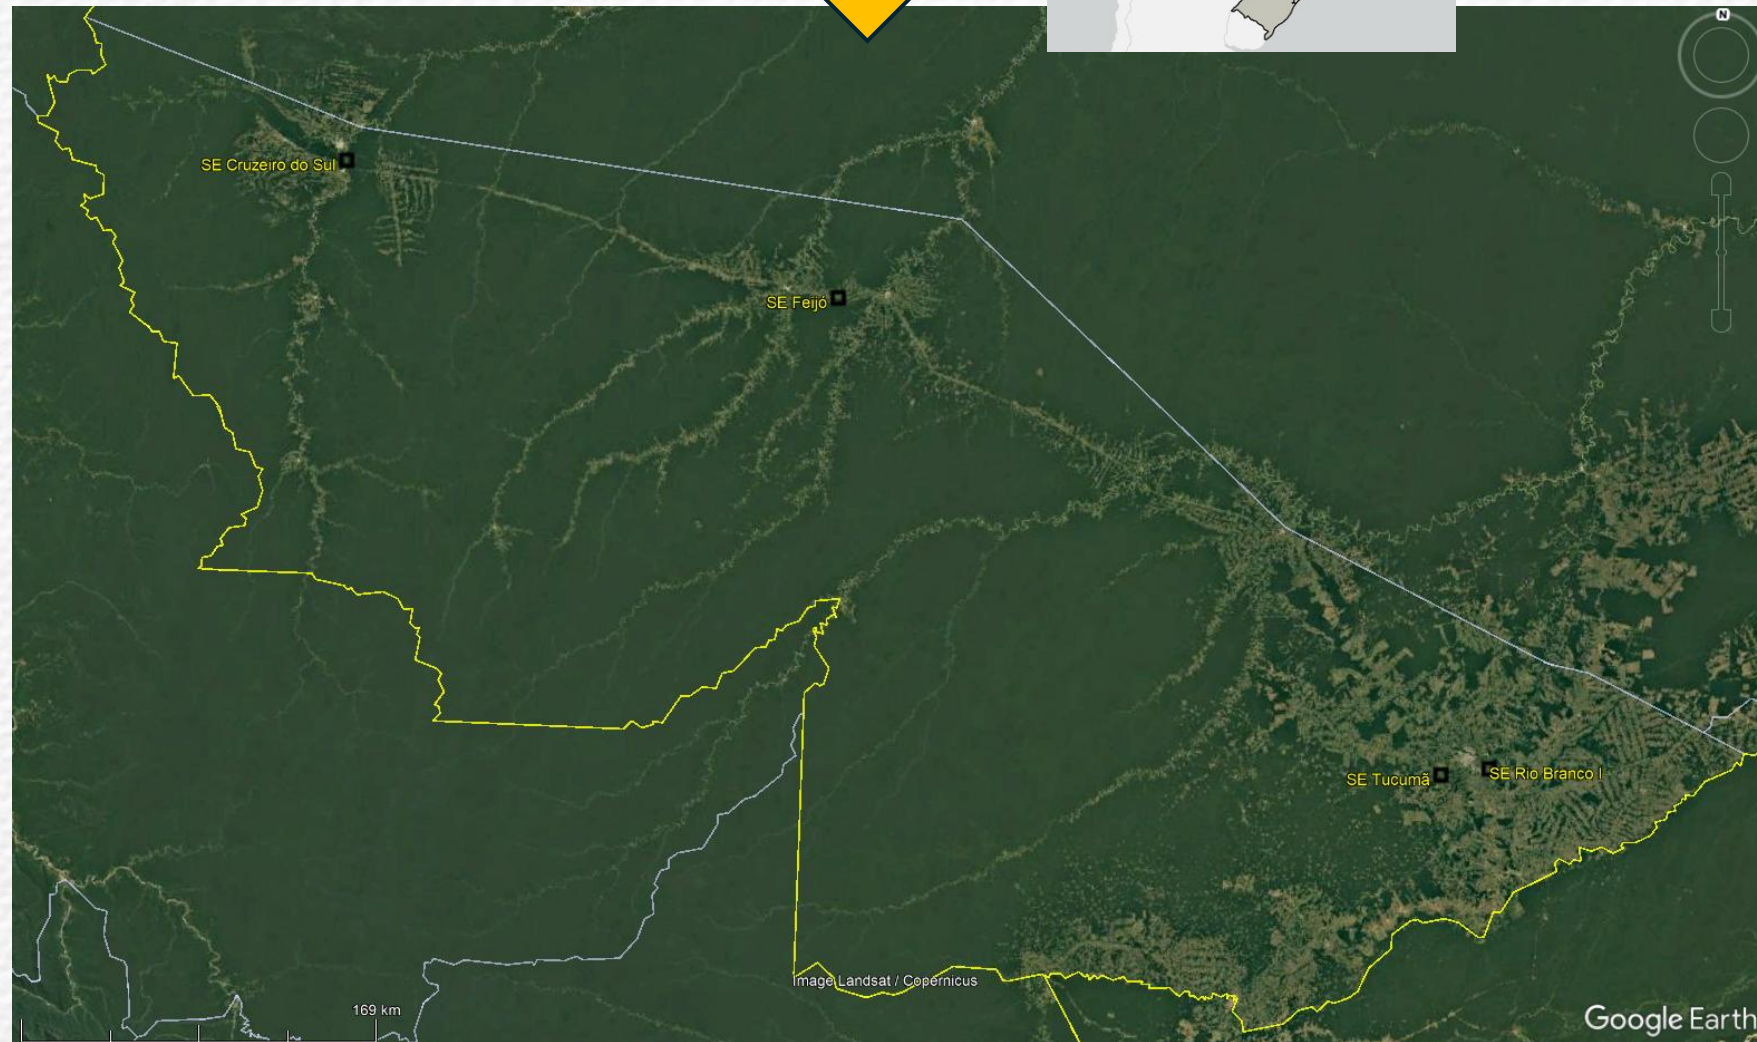 N
SE Cruzeiro do Sul
SE Feijó
SE Tucumã
SE Rio Branco I
Image Landsat / Copernicus
169 km
Google Earth